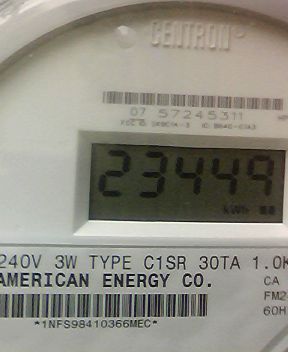 CENTRON®
07 57245311
23449
kWh
240V 3W TYPE C1SR 30TA 1.0K
AMERICAN ENERGY CO.
CA
FM2
60H
*1NFS98410366MEC*